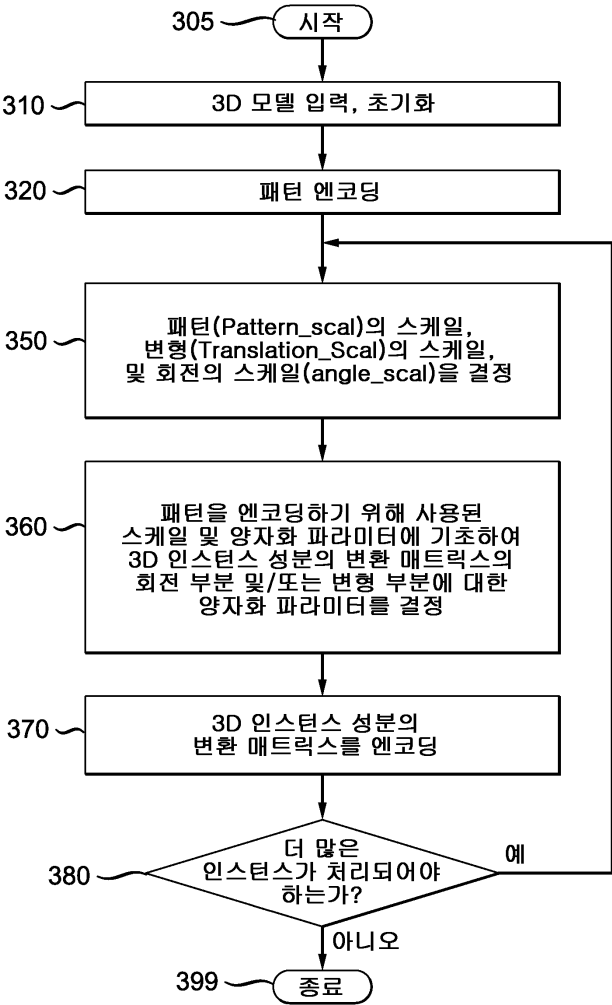 305
시작
310
3D 모델 입력, 초기화
320
패턴 엔코딩
350
패턴(Pattern_scal)의 스케일,
변형(Translation_Scal)의 스케일,
및 회전의 스케일(angle_scal)을 결정
360
패턴을 엔코딩하기 위해 사용된
스케일 및 양자화 파라미터에 기초하여
3D 인스턴스 성분의 변환 매트릭스의
회전 부분 및/또는 변형 부분에 대한
양자화 파라미터를 결정
370
3D 인스턴스 성분의
변환 매트릭스를 엔코딩
380
더 많은
인스턴스가 처리되어야
하는가?
예
아니오
399
종료